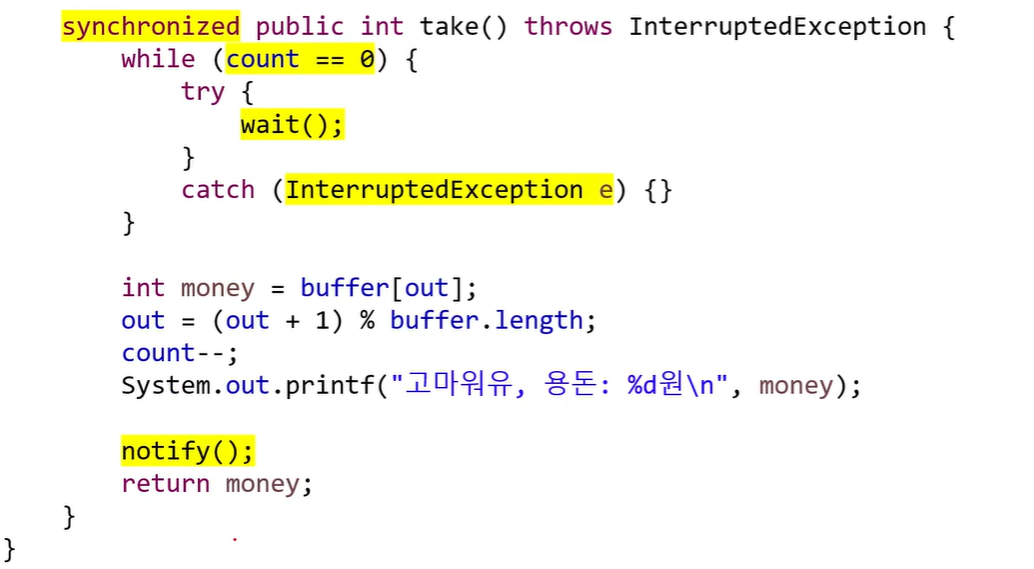 synchronized public int take() throws InterruptedException {
while (count == 0) {
try {
wait();
}
catch (InterruptedException e) {}
}
int money = buffer[out];
out = (out + 1) % buffer.length;
count--;
System.out.printf("고마워유, 용돈: %d원\n", money);
notify();
return money;
}
}